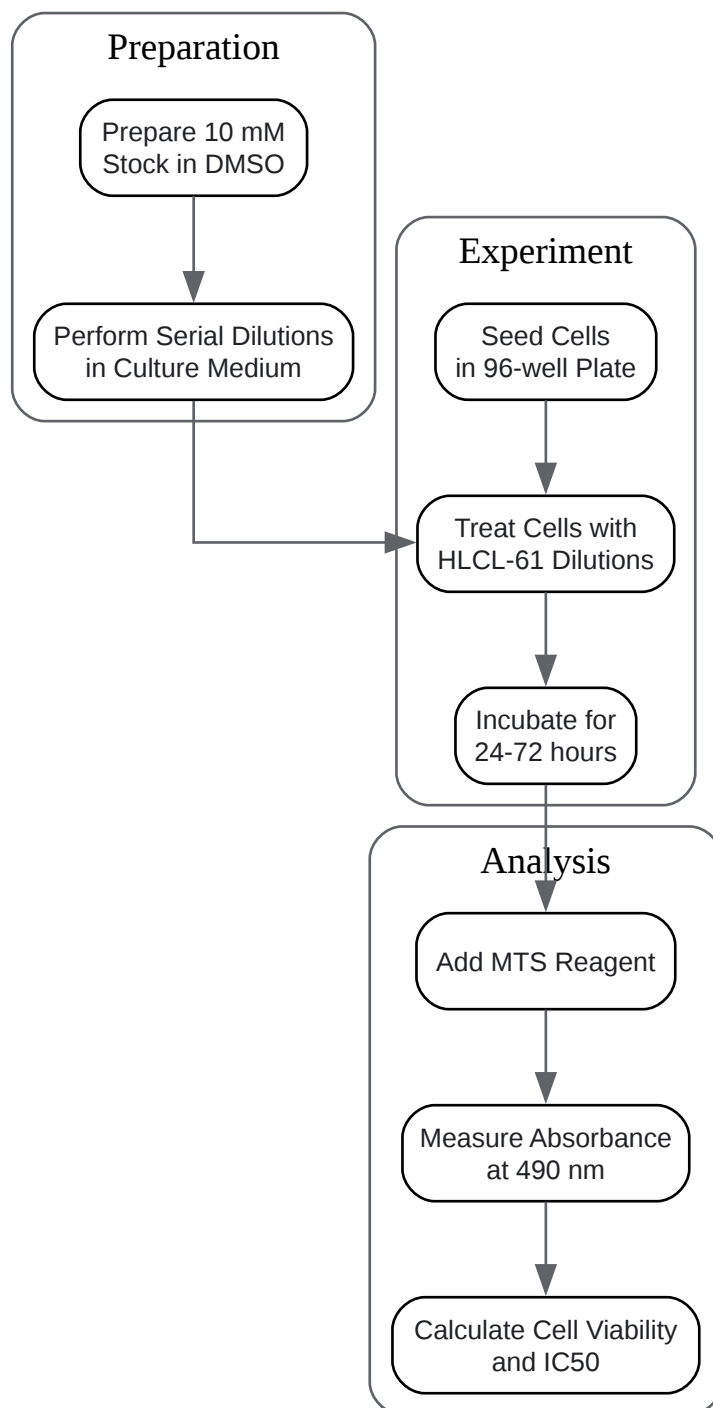 Preparation
Prepare 10 mM
Stock in DMSO
Perform Serial Dilutions
in Culture Medium
Experiment
Seed Cells
in 96-well Plate
Treat Cells with
HLCL-61 Dilutions
Incubate for
24-72 hours
Analysis
Add MTS Reagent
Measure Absorbance
at 490 nm
Calculate Cell Viability
and IC50